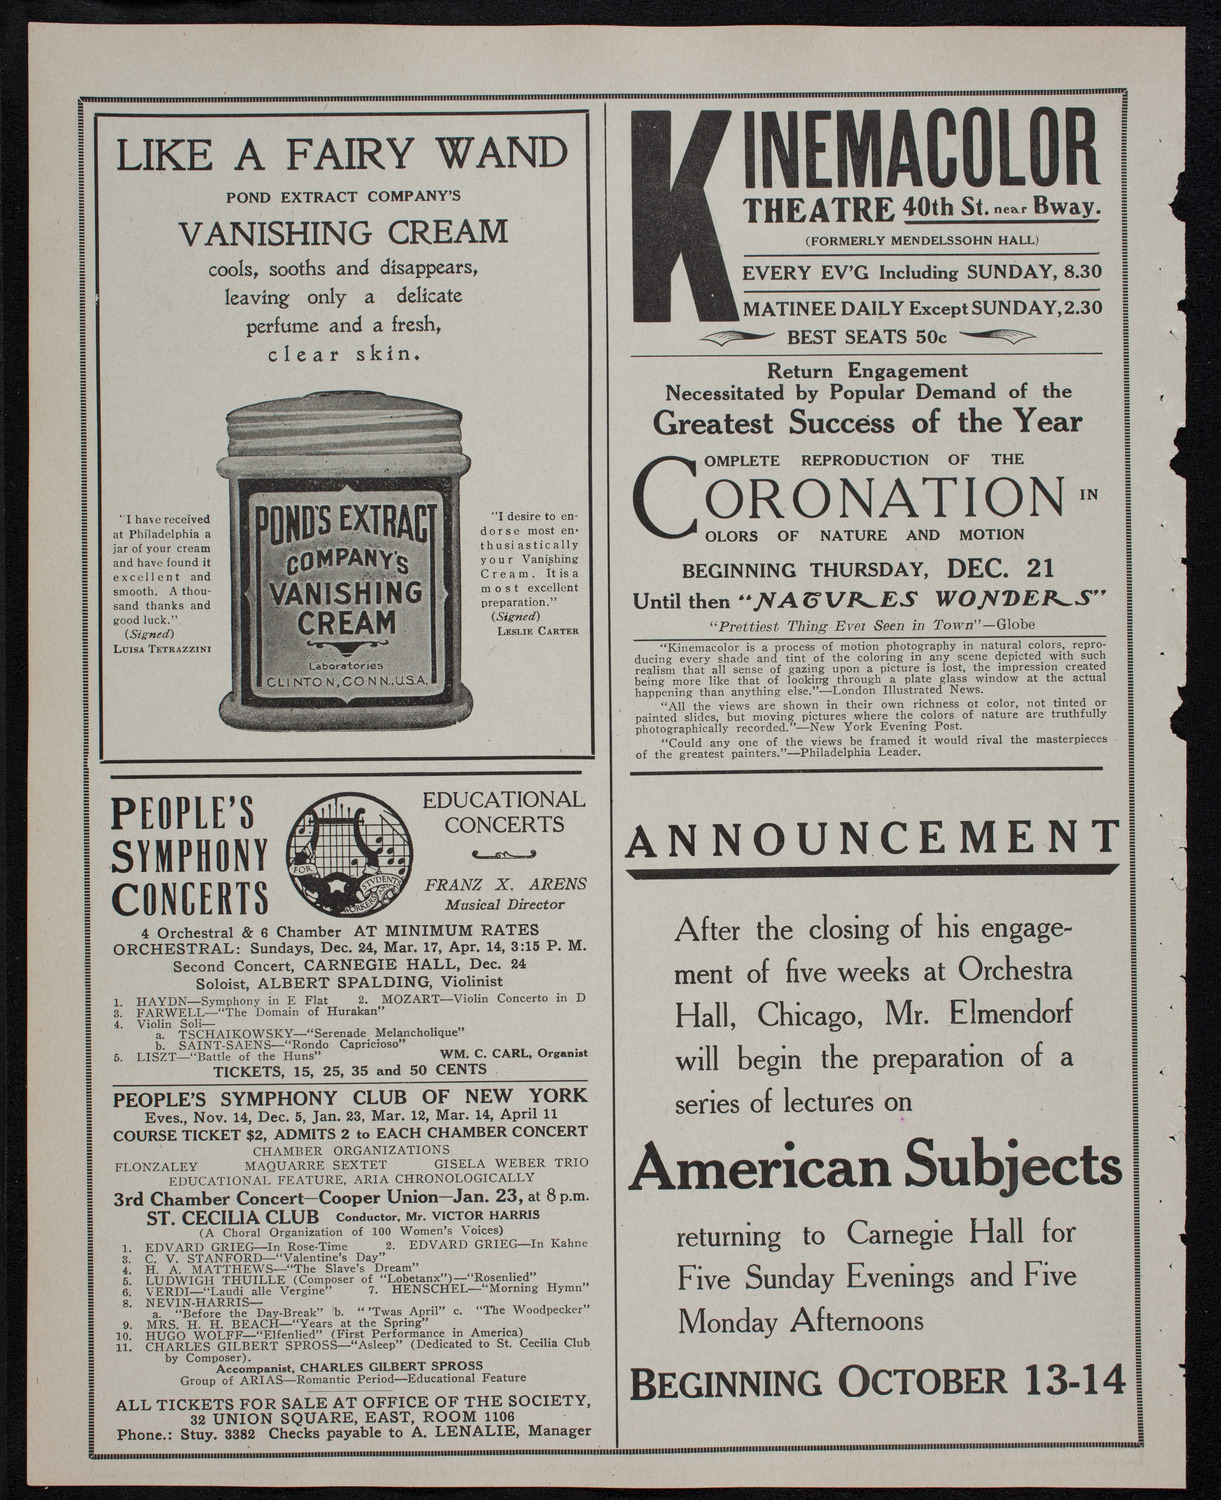 LIKE A FAIRY WAND
POND EXTRACT COMPANY'S
VANISHING CREAM
cools, sooths and disappears,
leaving only a delicate
perfume and a fresh,
clear skin.
"I have received
at Philadelphia a
jar of your cream
and have found it
excellent and
smooth. A thou-
sand thanks and
good luck."
(Signed)
LUISA TETRAZZINI
POND'S EXTRACT
COMPANY'S
VANISHING
CREAM
Laboratories
CLINTON, CONN., U.S.A.
"I desire to en-
dorse most en-
thusiastically
your Vanishing
Cream. It is a
most excellent
preparation."
(Signed)
LESLIE CARTER
PEOPLE'S
SYMPHONY
CONCERTS
FOR
STUDENTS
WORKERS
EDUCATIONAL
CONCERTS
FRANZ X. ARENS
Musical Director
4 Orchestral & 6 Chamber AT MINIMUM RATES
ORCHESTRAL: Sundays, Dec. 24, Mar. 17, Apr. 14, 3:15 P. M.
Second Concert, CARNEGIE HALL, Dec. 24
Soloist, ALBERT SPALDING, Violinist
1. HAYDN—Symphony in E Flat 2. MOZART—Violin Concerto in D
3. FARWELL—"The Domain of Hurakan"
4. Violin Soli—
a. TSCHAIKOWSKY—"Serenade Melancholique"
b. SAINT-SAENS—"Rondo Capricioso"
5. LISZT—"Battle of the Huns" WM. C. CARL, Organist
TICKETS, 15, 25, 35 and 50 CENTS
PEOPLE'S SYMPHONY CLUB OF NEW YORK
Eves., Nov. 14, Dec. 5, Jan. 23, Mar. 12, Mar. 14, April 11
COURSE TICKET $2, ADMITS 2 to EACH CHAMBER CONCERT
CHAMBER ORGANIZATIONS
FLONZALEY MAQUARRE SEXTET GISELA WEBER TRIO
EDUCATIONAL FEATURE, ARIA CHRONOLOGICALLY
3rd Chamber Concert—Cooper Union—Jan. 23, at 8 p.m.
ST. CECILIA CLUB Conductor, Mr. VICTOR HARRIS
(A Choral Organization of 100 Women's Voices)
1. EDVARD GRIEG—In Rose-Time 2. EDVARD GRIEG—In Kahne
3. C. V. STANFORD—"Valentine's Day"
4. H. A. MATTHEWS—"The Slave's Dream"
5. LUDWIGH THUILLE (Composer of "Lobetanx")—"Rosenlied"
6. VERDI—"Laudi alle Vergine" 7. HENSCHEL—"Morning Hymn"
8. NEVIN-HARRIS—
a. "Before the Day-Break" b. "'Twas April" c. "The Woodpecker"
9. MRS. H. H. BEACH—"Years at the Spring"
10. HUGO WOLFF—"Elfenlied" (First Performance in America)
11. CHARLES GILBERT SPROSS—"Asleep" (Dedicated to St. Cecilia Club
by Composer).
Accompanist, CHARLES GILBERT SPROSS
Group of ARIAS—Romantic Period—Educational Feature
ALL TICKETS FOR SALE AT OFFICE OF THE SOCIETY,
32 UNION SQUARE, EAST, ROOM 1106
Phone.: Stuy. 3382 Checks payable to A. LENALIE, Manager
KINEMACOLOR
THEATRE 40th St. near Bway.
(FORMERLY MENDELSSOHN HALL)
EVERY EV'G Including SUNDAY, 8.30
MATINEE DAILY Except SUNDAY, 2.30
BEST SEATS 50c
Return Engagement
Necessitated by Popular Demand of the
Greatest Success of the Year
COMPLETE REPRODUCTION OF THE
CORONATION IN
COLORS OF NATURE AND MOTION
BEGINNING THURSDAY, DEC. 21
Until then "NATURES WONDERS"
"Prettiest Thing Ever Seen in Town"—Globe
"Kinemacolor is a process of motion photography in natural colors, repro-
ducing every shade and tint of the coloring in any scene depicted with such
realism that all sense of gazing upon a picture is lost, the impression created
being more like that of looking through a plate glass window at the actual
happening than anything else."—London Illustrated News.
"All the views are shown in their own richness of color, not tinted or
painted slides, but moving pictures where the colors of nature are truthfully
photographically recorded."—New York Evening Post.
"Could any one of the views be framed it would rival the masterpieces
of the greatest painters."—Philadelphia Leader.
ANNOUNCEMENT
After the closing of his engage-
ment of five weeks at Orchestra
Hall, Chicago, Mr. Elmendorf
will begin the preparation of a
series of lectures on
American Subjects
returning to Carnegie Hall for
Five Sunday Evenings and Five
Monday Afternoons
BEGINNING OCTOBER 13-14